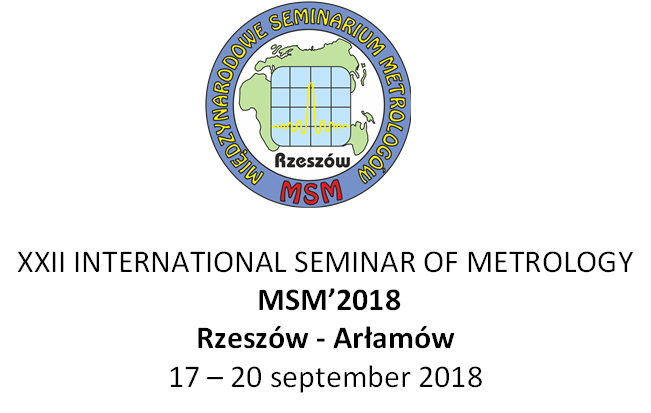 MIĘDZYNARODOWE SEMINARIUM METROLOGÓW
Rzeszów
MSM
XXII INTERNATIONAL SEMINAR OF METROLOGY
MSM’2018
Rzeszów - Arłamów
17 – 20 september 2018